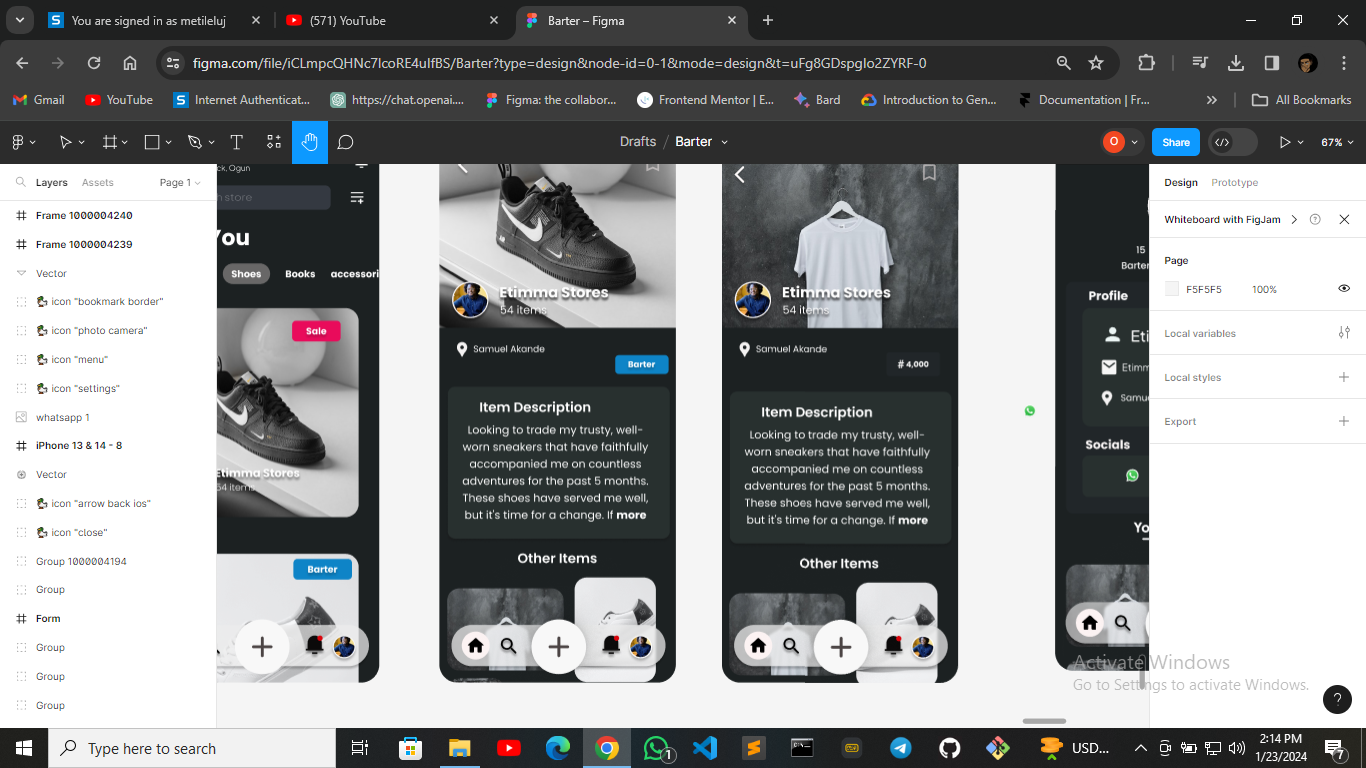 You are signed in as metileluj
(571) YouTube
Barter – Figma
figma.com/file/iCLmpcQHNc7lcoRE4uIfBS/Barter?type=design&node-id=0-1&mode=design&t=uFg8GDspglo2ZYRF-0
Gmail
YouTube
Internet Authenticat...
https://chat.openai....
Figma: the collabor...
Frontend Mentor | E...
Bard
Introduction to Gen...
Documentation | Fr...
»
All Bookmarks
Drafts / Barter
O
Share
67%
Layers
Assets
Page 1
Frame 1000004240
Frame 1000004239
Vector
icon "bookmark border"
icon "photo camera"
icon "menu"
icon "settings"
whatsapp 1
iPhone 13 & 14 - 8
Vector
icon "arrow back ios"
icon "close"
Group 1000004194
Group
Form
Group
Group
Group
ck, Ogun
h store
You
Shoes
Books
accessori
Sale
Etimma Stores
54 items
Barter
Etimma Stores
54 items
Samuel Akande
Barter
Item Description
Looking to trade my trusty, well-
worn sneakers that have faithfully
accompanied me on countless
adventures for the past 5 months.
These shoes have served me well,
but it's time for a change. If more
Other Items
Etimma Stores
54 items
Samuel Akande
# 4,000
Item Description
Looking to trade my trusty, well-
worn sneakers that have faithfully
accompanied me on countless
adventures for the past 5 months.
These shoes have served me well,
but it's time for a change. If more
Other Items
15
Barter
Profile
Eti
Etimm
Samu
Socials
Yo
Design
Prototype
Whiteboard with FigJam
Page
F5F5F5
100%
Local variables
Local styles
Export
Activate Windows
Go to Settings to activate Windows.
?
Type here to search
1
USD...
2:14 PM
1/23/2024
7